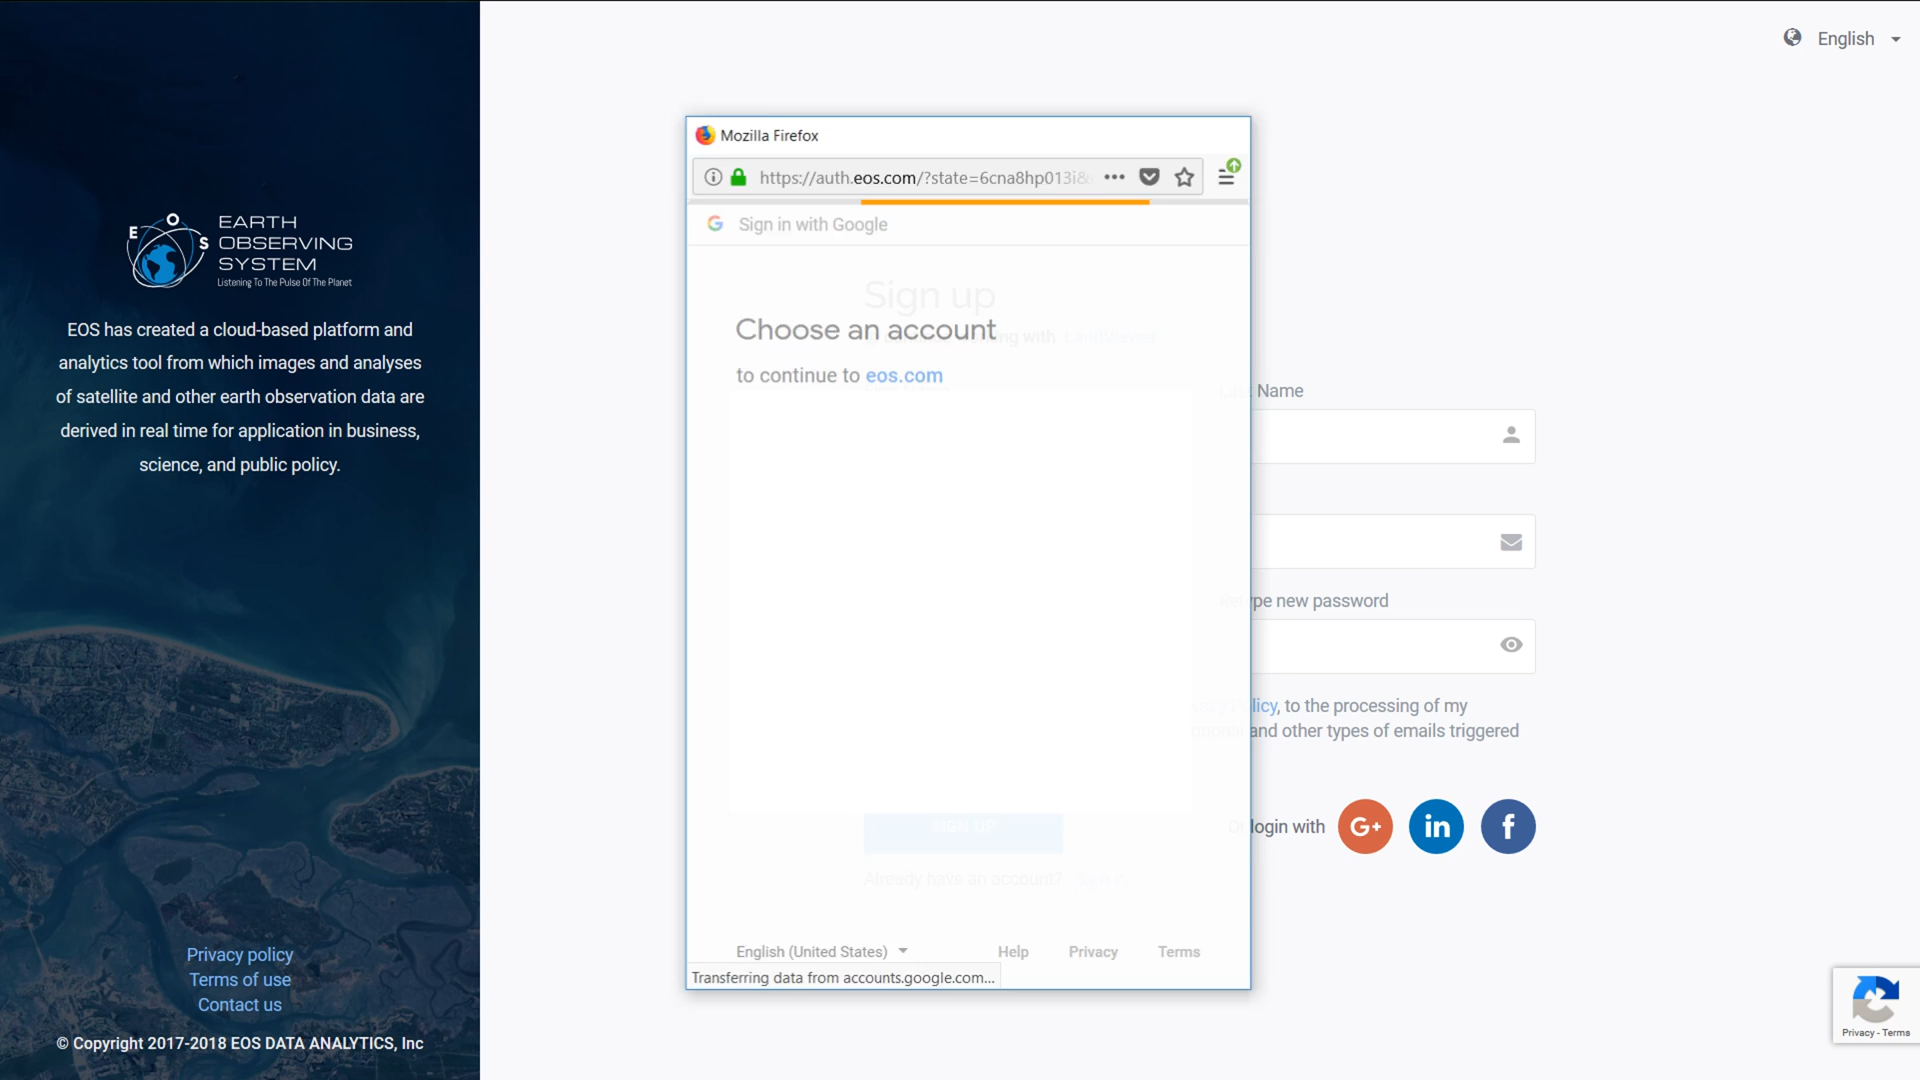 English
E O S
EARTH
OBSERVING
SYSTEM
Listening To The Pulse Of The Planet
EOS has created a cloud-based platform and
analytics tool from which images and analyses
of satellite and other earth observation data are
derived in real time for application in business,
science, and public policy.
Privacy policy
Terms of use
Contact us
© Copyright 2017-2018 EOS DATA ANALYTICS, Inc
Mozilla Firefox
https://auth.eos.com/?state=6cna8hp013i8
Sign in with Google
Sign up
Choose an account
with
to continue to eos.com
Name
new password
to the processing of my
and other types of emails triggered
SIGN UP
login with
G+
in
f
Already have an account? Sign in
English (United States)
Help
Privacy
Terms
Transferring data from accounts.google.com...
Privacy - Terms